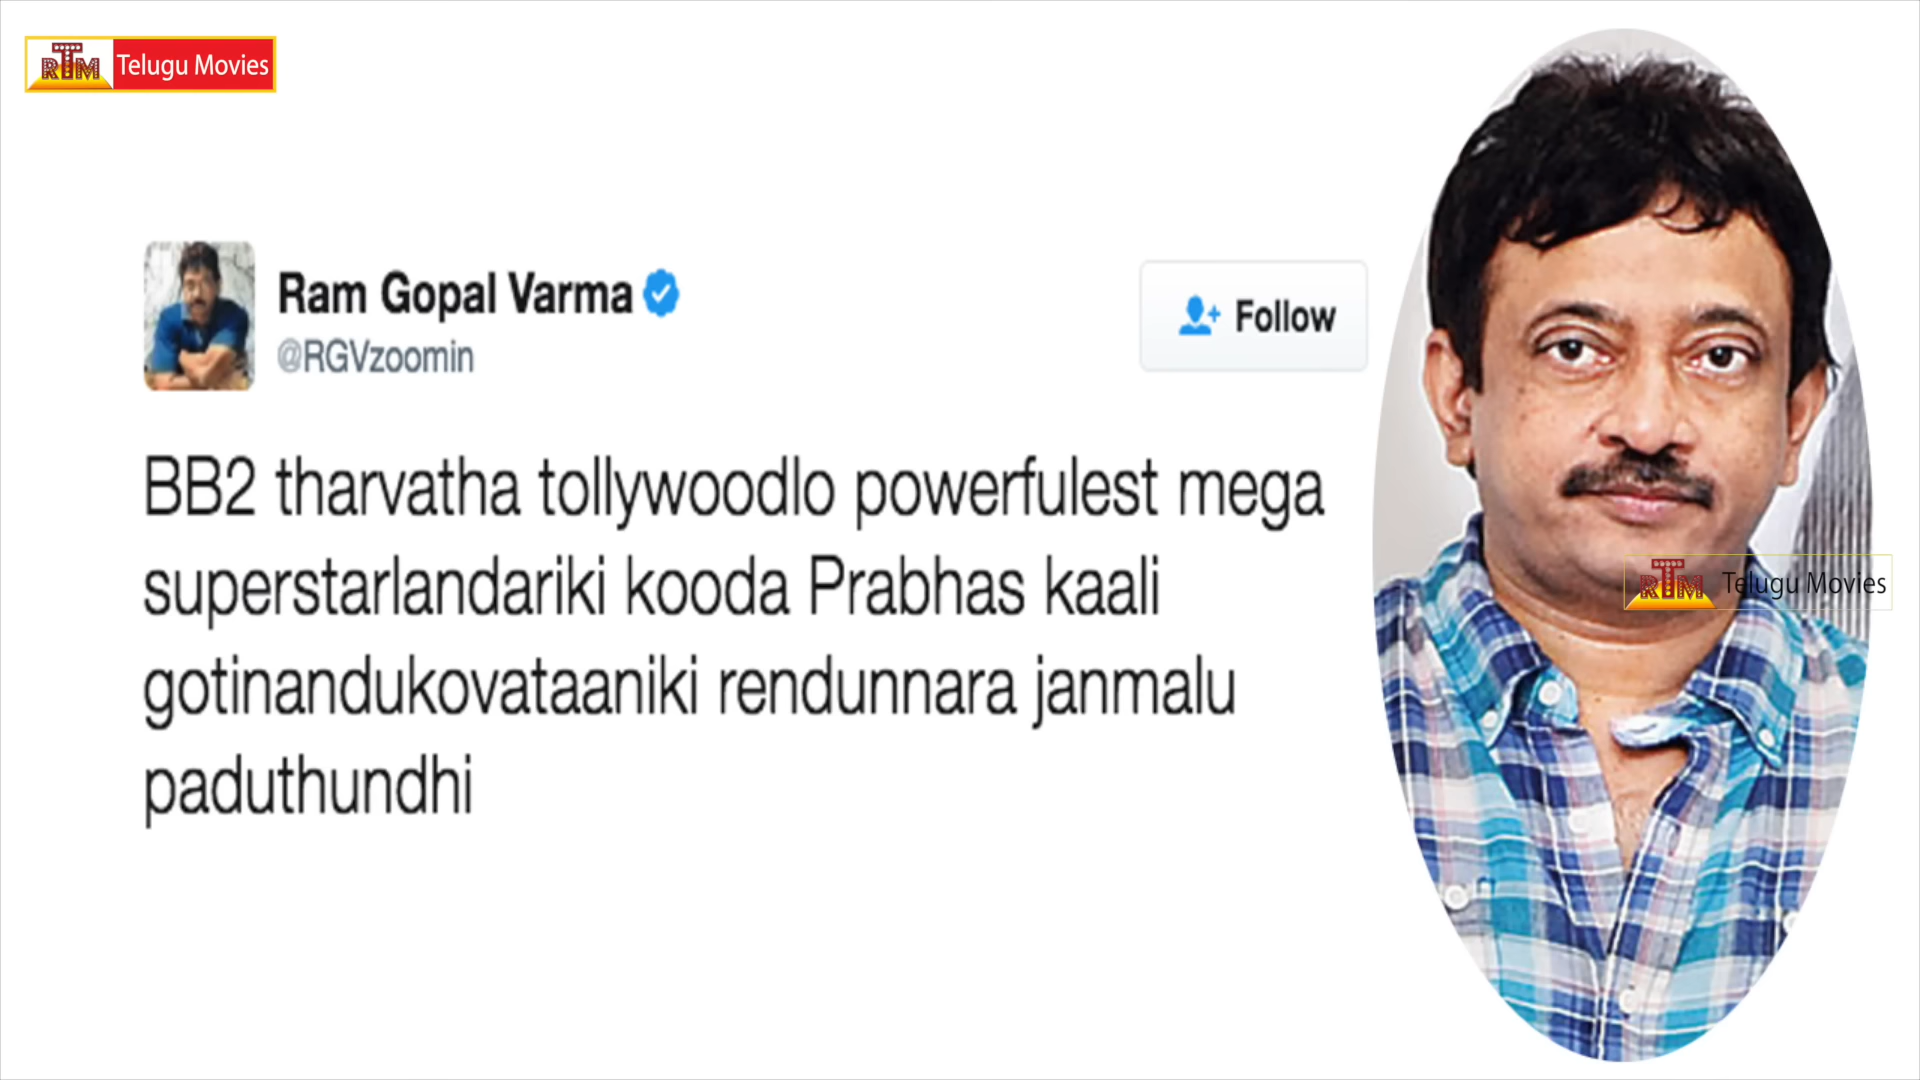 RTM Telugu Movies
Ram Gopal Varma
@RGVzoomin
Follow
BB2 tharvatha tollywoodlo powerfulest mega
superstarlandariki kooda Prabhas kaali
gotinandukovataaniki rendunnara janmalu
paduthundhi
RTM Telugu Movies